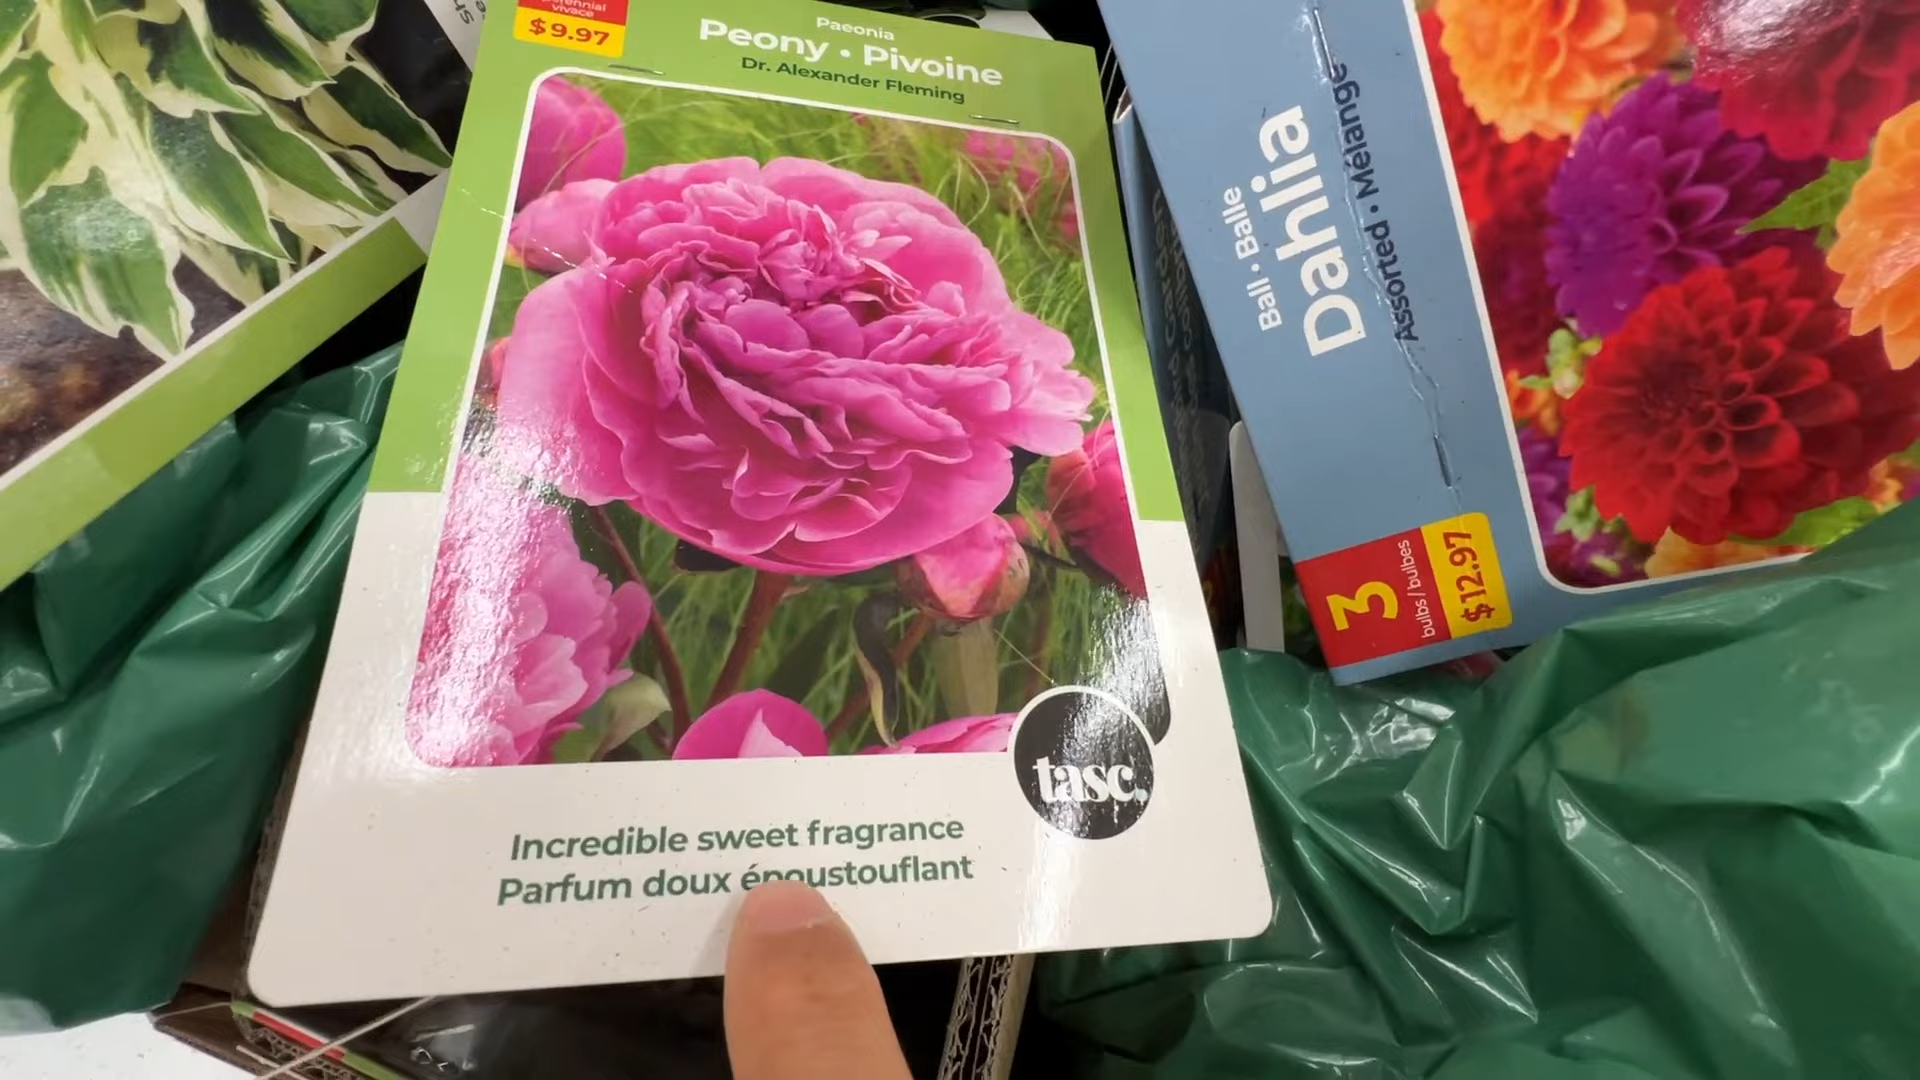 vivace
$9.97
Paeonia
Peony • Pivoine
Dr. Alexander Fleming
tasc.
Incredible sweet fragrance
Parfum doux époustouflant
Ball • Balle
Dahlia
Assorted • Mélange
3
bulbs / bulbes
$12.97